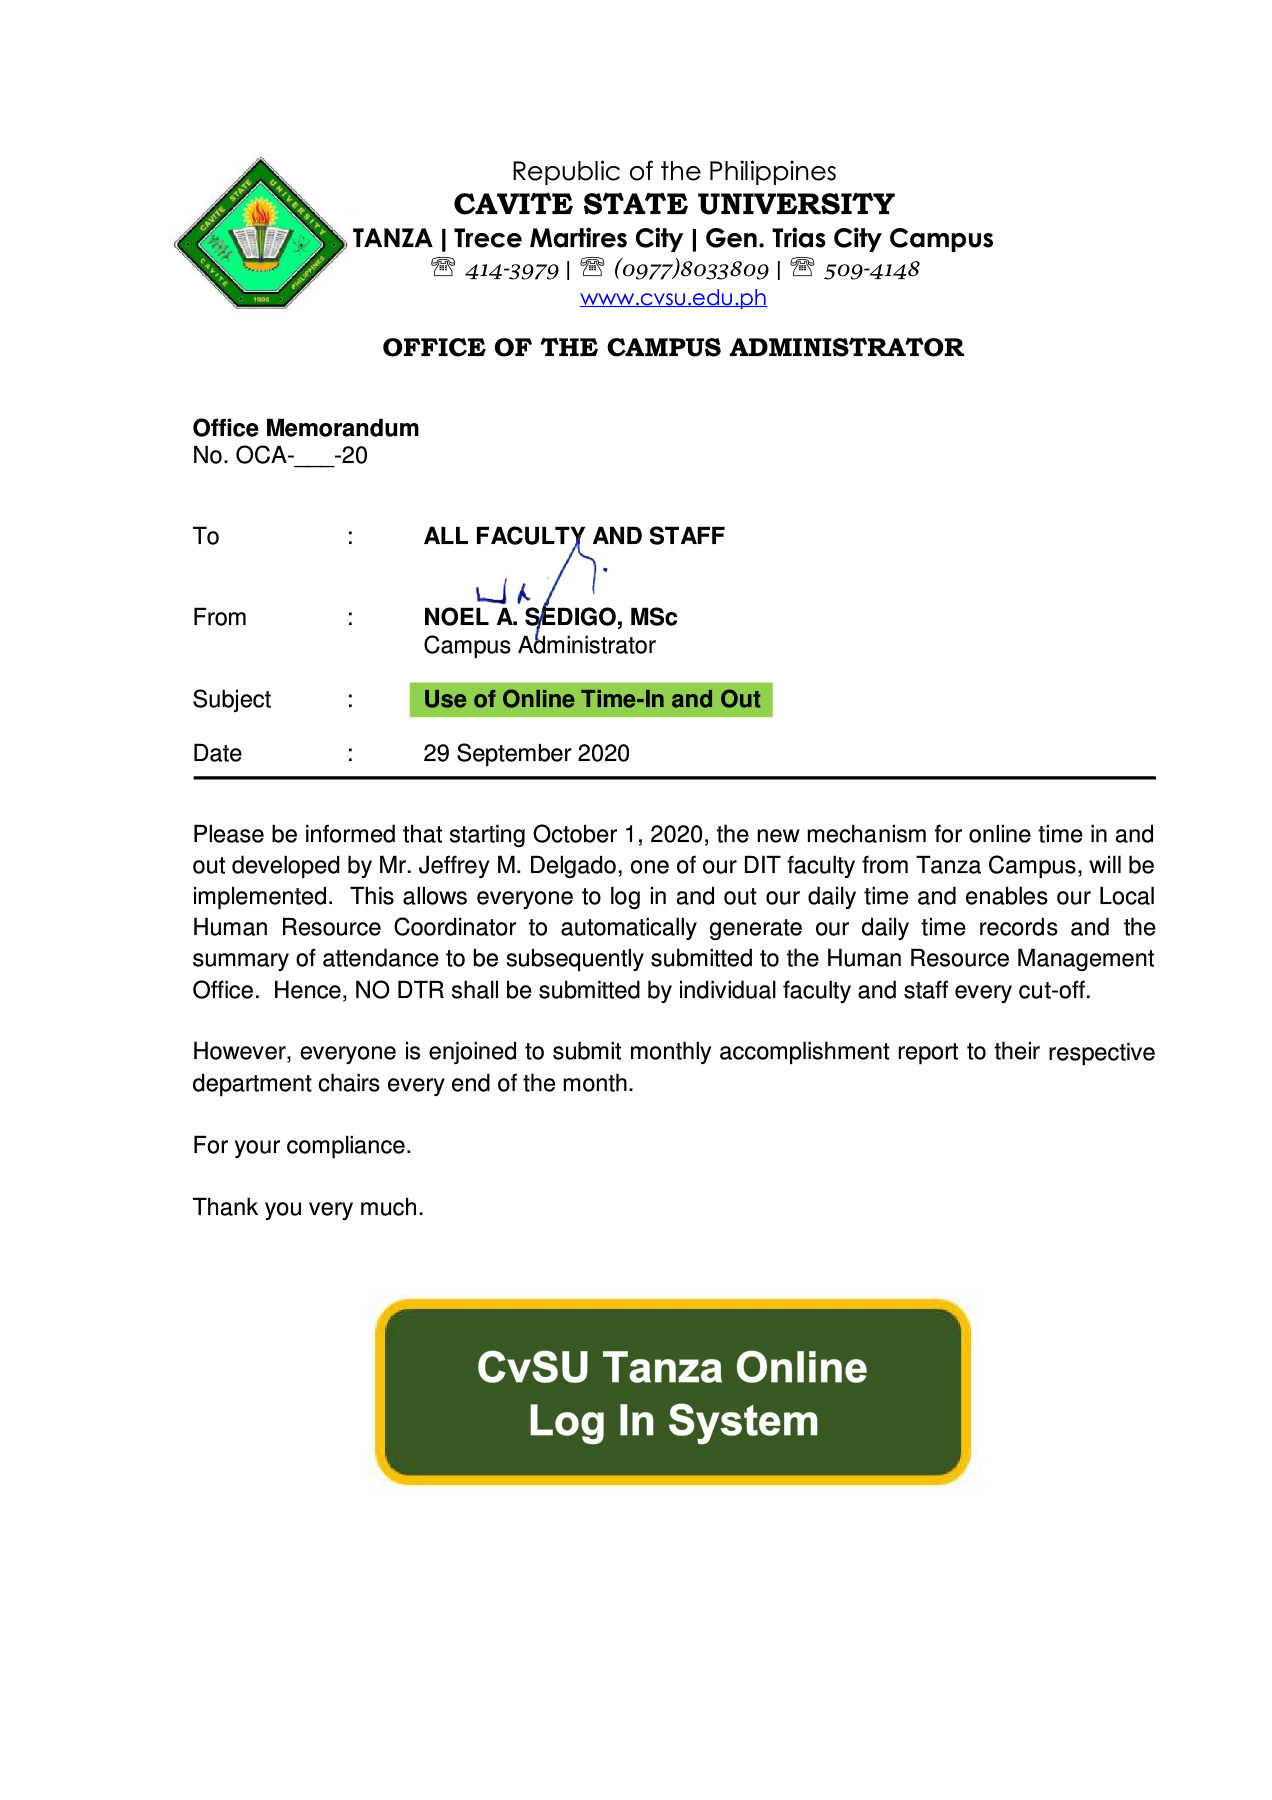 Republic of the Philippines
CAVITE STATE UNIVERSITY
TANZA | Trece Martires City | Gen. Trias City Campus
☏ 414-3979 | ☏ (0977)8033809 | ☏ 509-4148
www.cvsu.edu.ph
CAVITE STATE UNIVERSITY
CAVITE PHILIPPINES
1906
OFFICE OF THE CAMPUS ADMINISTRATOR
Office Memorandum
No. OCA-___-20
To : ALL FACULTY AND STAFF
From : NOEL A. SEDIGO, MSc
Campus Administrator
Subject : Use of Online Time-In and Out
Date : 29 September 2020
Please be informed that starting October 1, 2020, the new mechanism for online time in and
out developed by Mr. Jeffrey M. Delgado, one of our DIT faculty from Tanza Campus, will be
implemented. This allows everyone to log in and out our daily time and enables our Local
Human Resource Coordinator to automatically generate our daily time records and the
summary of attendance to be subsequently submitted to the Human Resource Management
Office. Hence, NO DTR shall be submitted by individual faculty and staff every cut-off.
However, everyone is enjoined to submit monthly accomplishment report to their respective
department chairs every end of the month.
For your compliance.
Thank you very much.
CvSU Tanza Online
Log In System